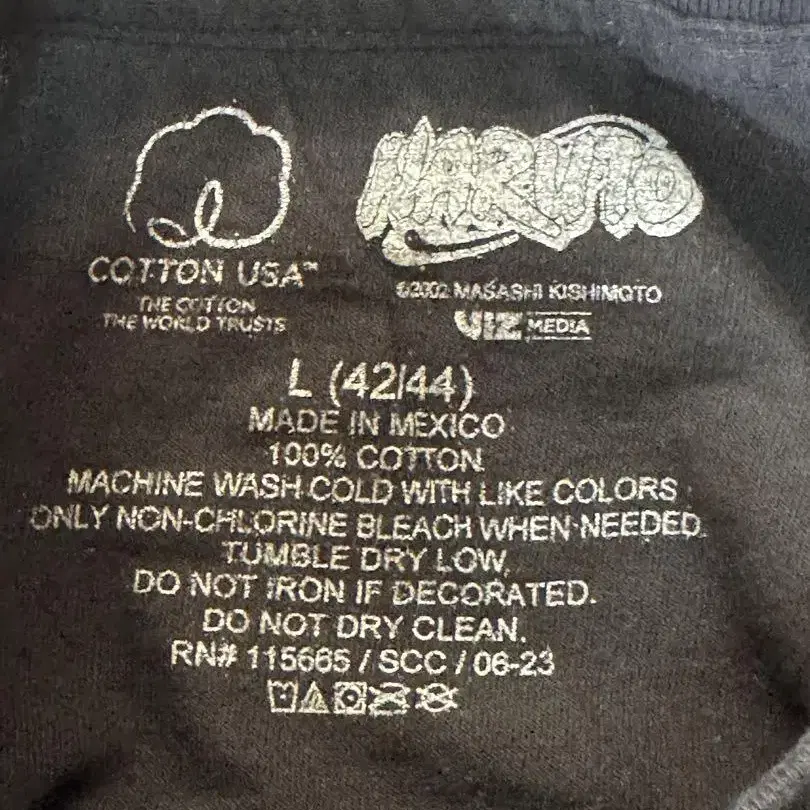 COTTON USA™
THE COTTON
THE WORLD TRUSTS
NARUTO
©2002 MASASHI KISHIMOTO
VIZ MEDIA
L (42/44)
MADE IN MEXICO
100% COTTON
MACHINE WASH COLD WITH LIKE COLORS
ONLY NON-CHLORINE BLEACH WHEN NEEDED
TUMBLE DRY LOW,
DO NOT IRON IF DECORATED.
DO NOT DRY CLEAN.
RN# 115665 / SCC / 06-23